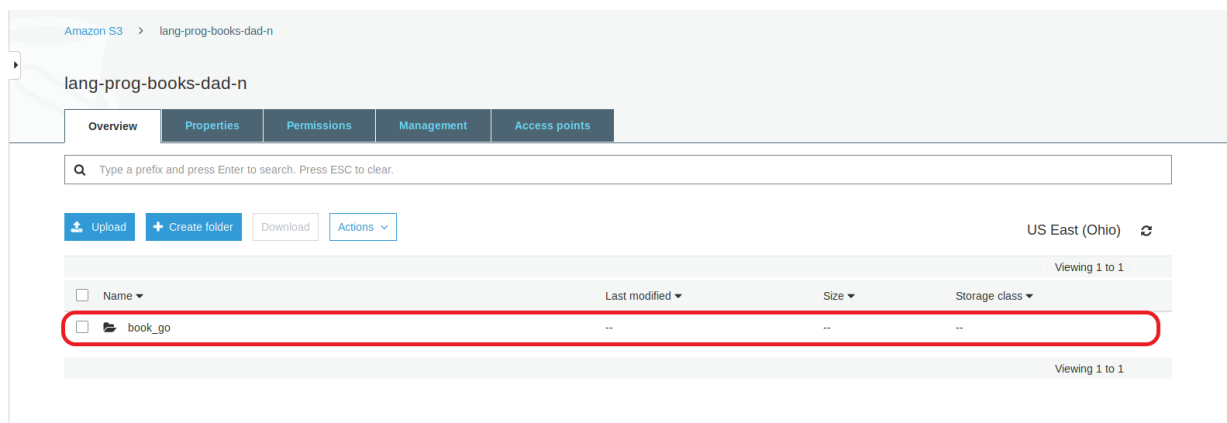 Amazon S3 > lang-prog-books-dad-n
lang-prog-books-dad-n
Overview Properties Permissions Management Access points
Type a prefix and press Enter to search. Press ESC to clear.
Upload + Create folder Download Actions
US East (Ohio)
Viewing 1 to 1
Name Last modified Size Storage class
book_go -- -- --
Viewing 1 to 1